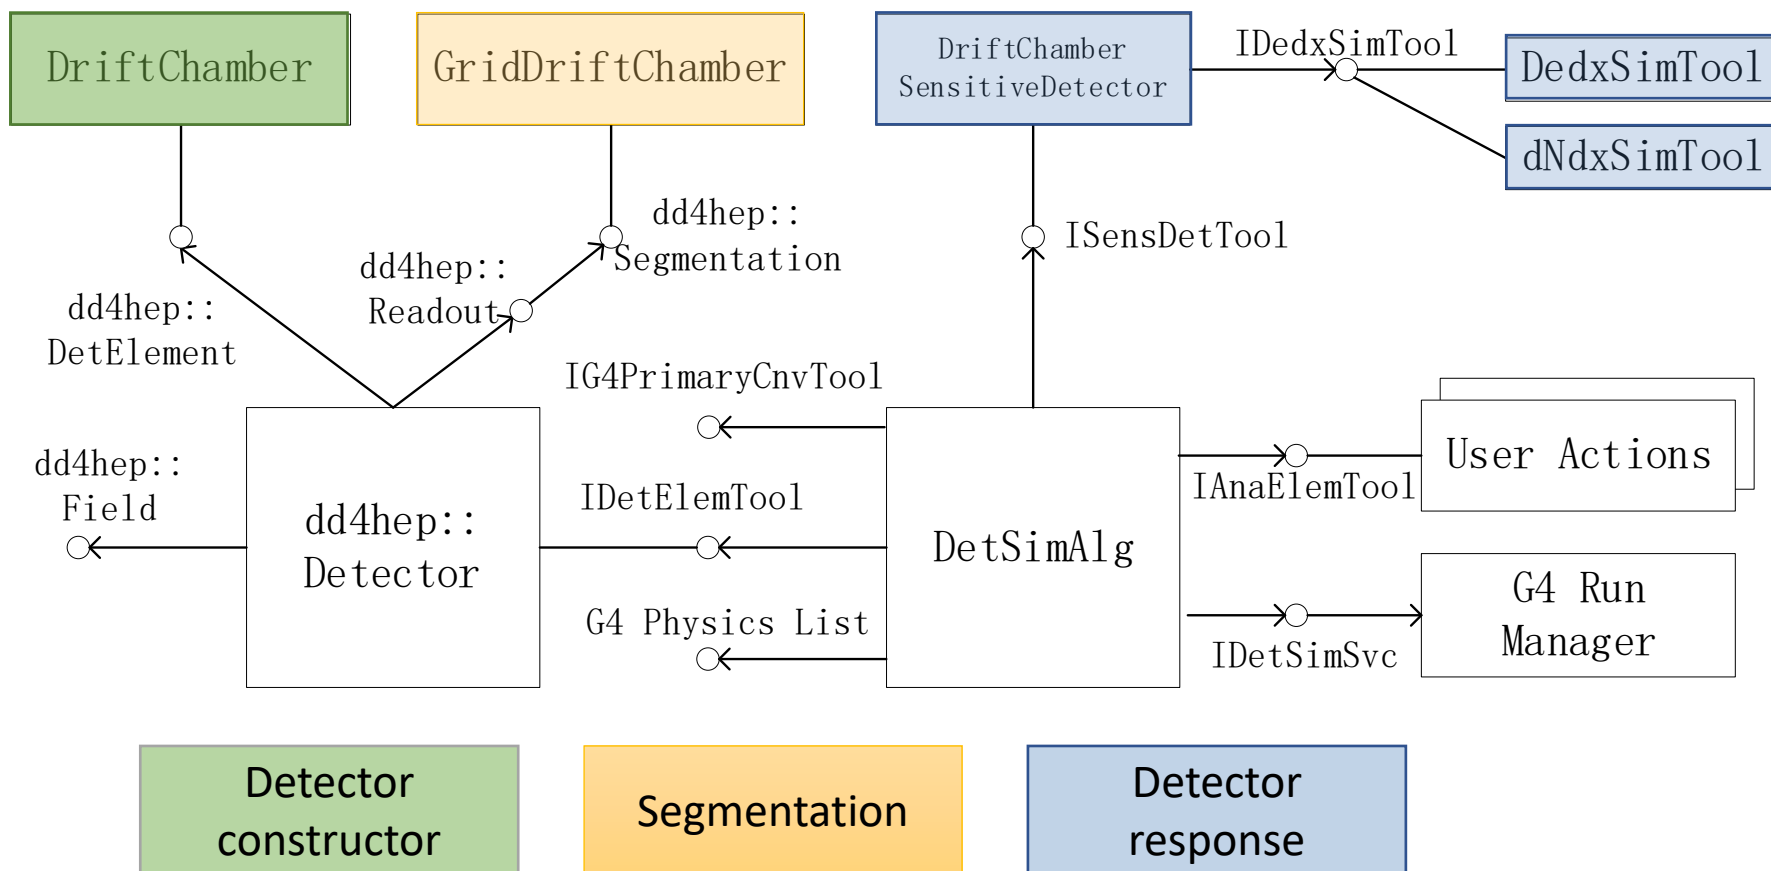 DriftChamber
GridDriftChamber
DriftChamber
SensitiveDetector
IDedxSimTool
DedxSimTool
dNdxSimTool
dd4hep::
Segmentation
ISensDetTool
dd4hep::
Readout
dd4hep::
DetElement
IG4PrimaryCnvTool
dd4hep::
Field
dd4hep::
Detector
IDetElemTool
DetSimAlg
IAnaElemTool
User Actions
G4 Physics List
IDetSimSvc
G4 Run
Manager
Detector
constructor
Segmentation
Detector
response